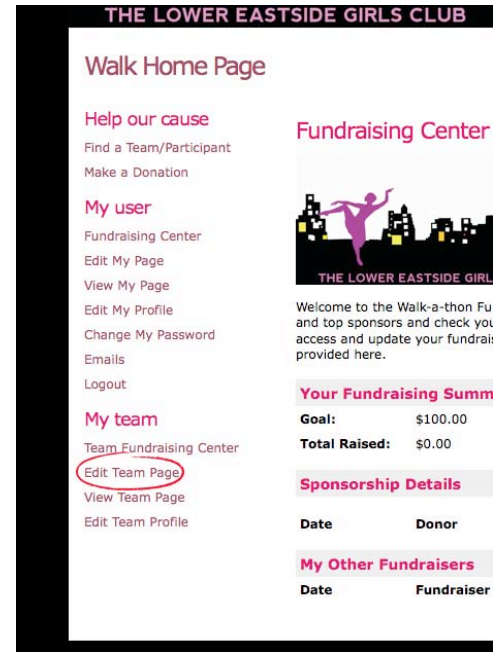 THE LOWER EASTSIDE GIRLS CLUB
Walk Home Page
Help our cause
Find a Team/Participant
Make a Donation
My user
Fundraising Center
Edit My Page
View My Page
Edit My Profile
Change My Password
Emails
Logout
My team
Team Fundraising Center
Edit Team Page
View Team Page
Edit Team Profile
Fundraising Center
THE LOWER EASTSIDE GIRL
Welcome to the Walk-a-thon Fu
and top sponsors and check you
access and update your fundrais
provided here.
Your Fundraising Summ
Goal: $100.00
Total Raised: $0.00
Sponsorship Details
Date Donor
My Other Fundraisers
Date Fundraiser